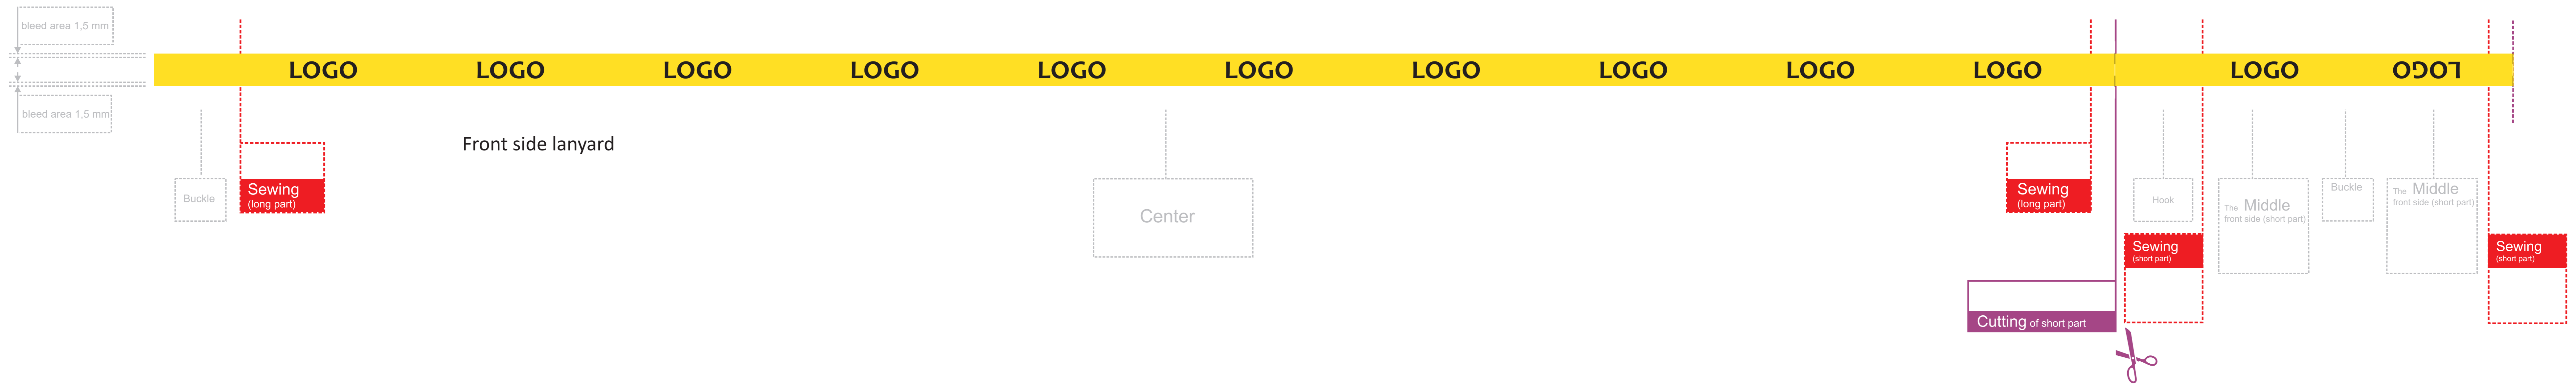 bleed area 1,5 mm
LOGO LOGO LOGO LOGO LOGO LOGO LOGO LOGO LOGO LOGO LOGO LOGO
bleed area 1,5 mm
Front side lanyard
Buckle
Sewing
(long part)
Center
Sewing
(long part)
Hook
The Middle
front side (short part)
Buckle
The Middle
front side (short part)
Sewing
(short part)
Sewing
(short part)
Cutting of short part